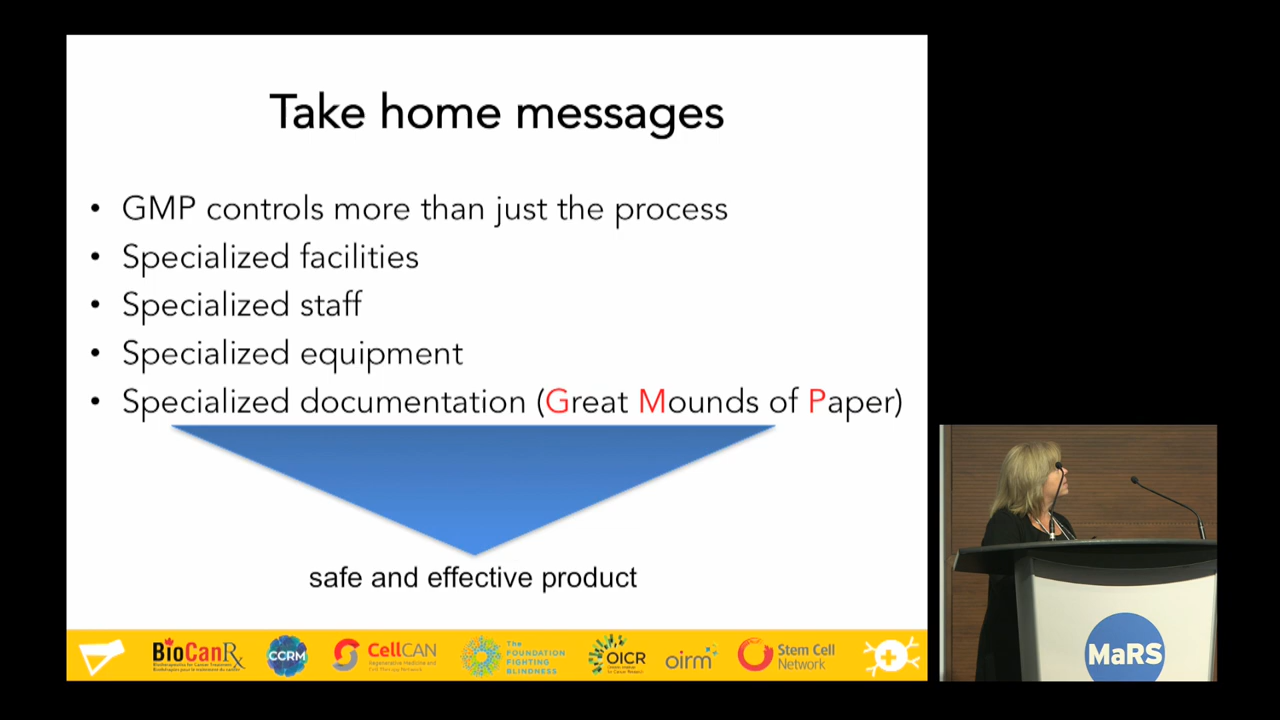 Take home messages
• GMP controls more than just the process
• Specialized facilities
• Specialized staff
• Specialized equipment
• Specialized documentation (Great Mounds of Paper)
safe and effective product
BioCanRx
CCRM
CellCAN
THE
FOUNDATION
FIGHTING
BLINDNESS
OICR
oirm
Stem Cell
Network
MaRS